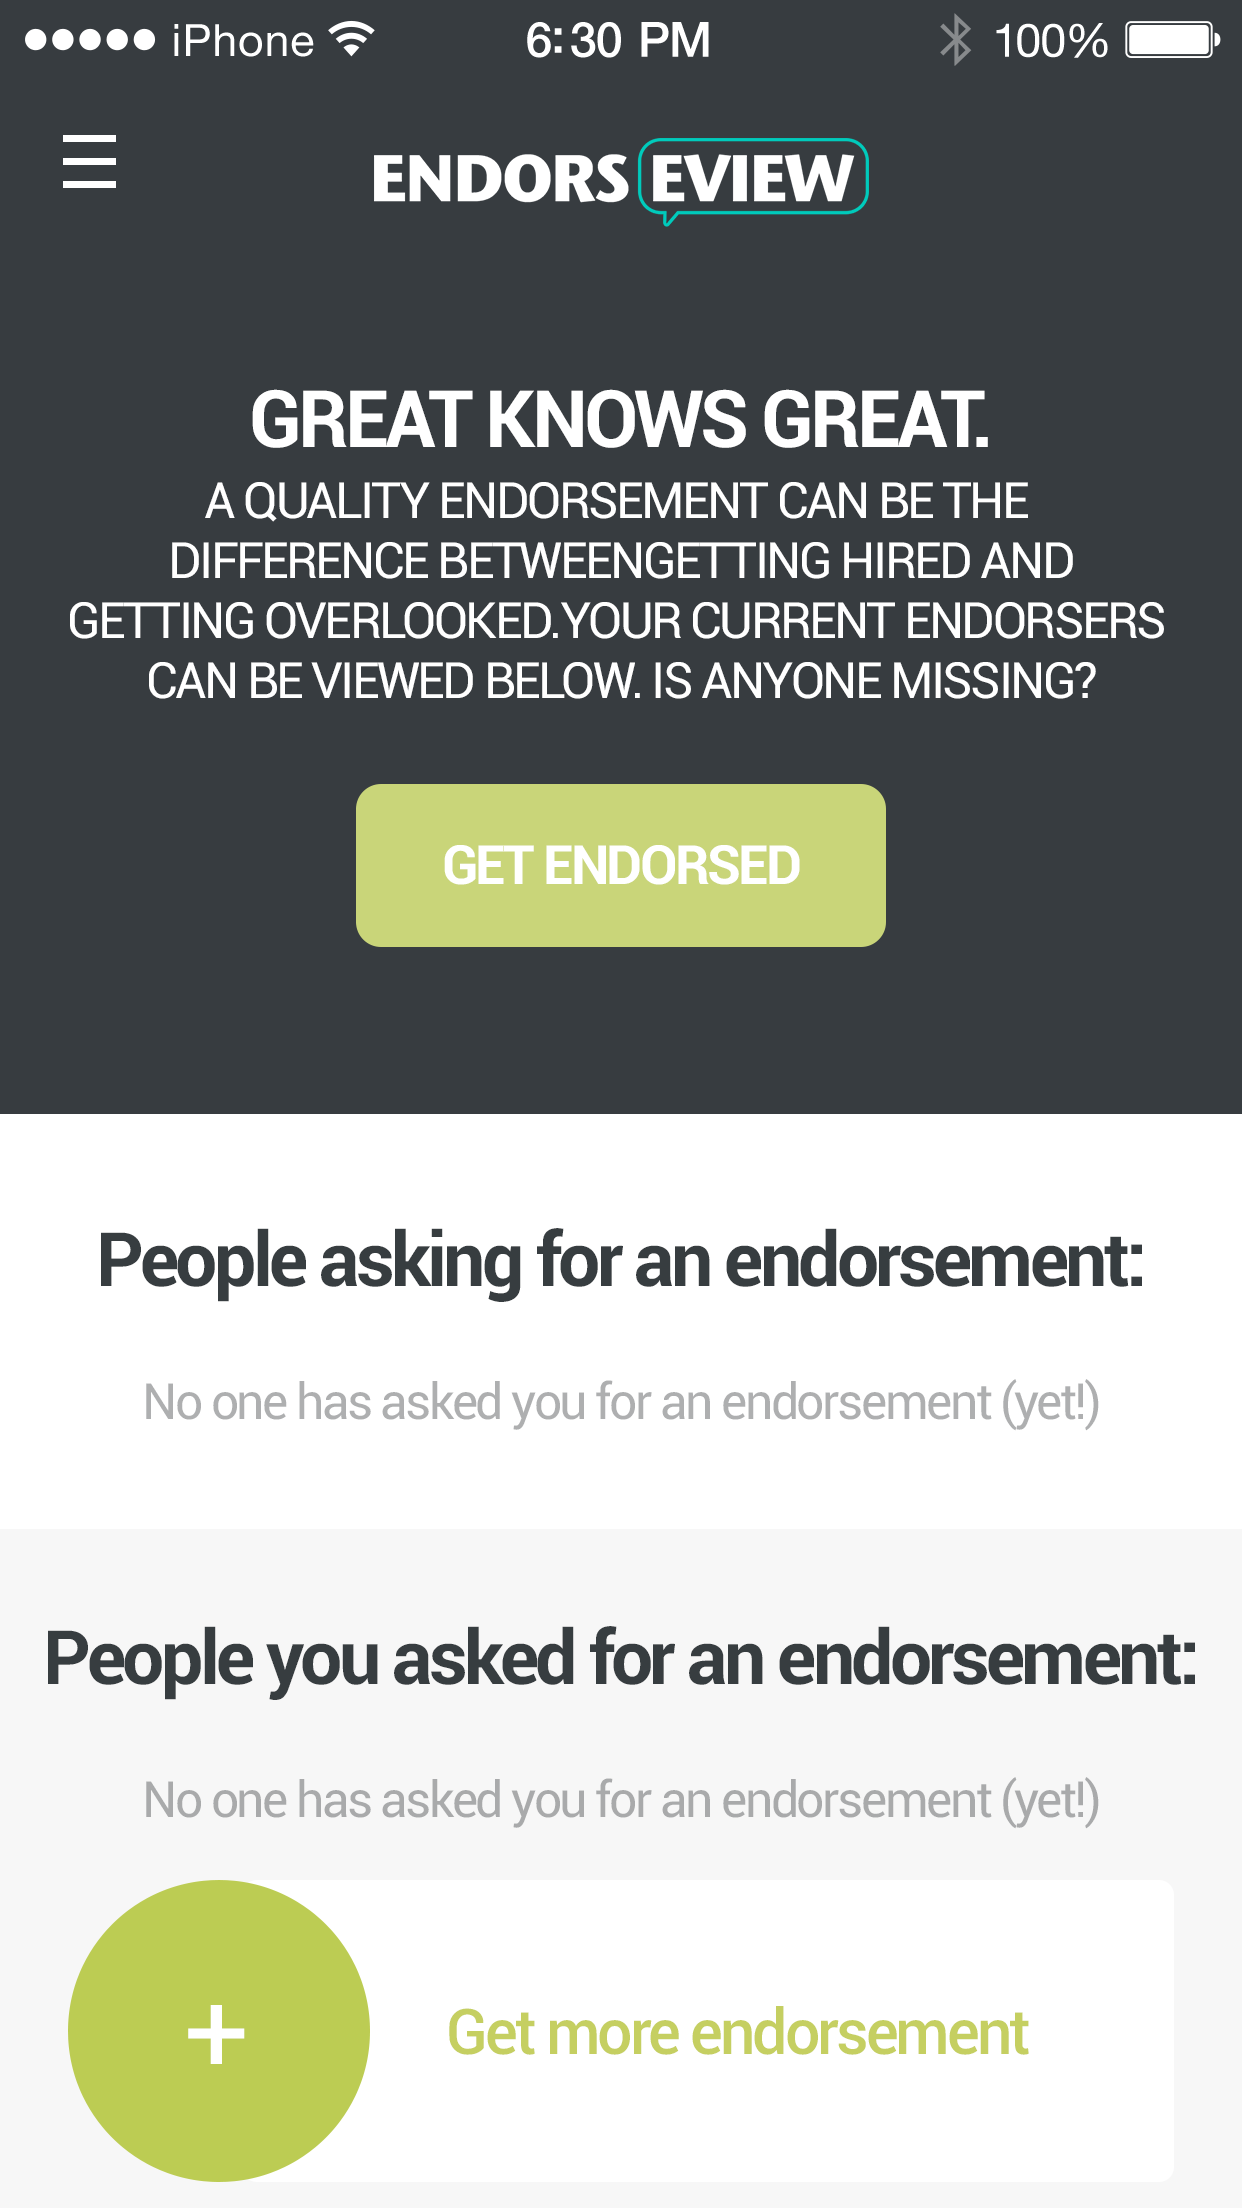 iPhone 6:30 PM 100%
ENDORSEVIEW
GREAT KNOWS GREAT.
A QUALITY ENDORSEMENT CAN BE THE
DIFFERENCE BETWEENGETTING HIRED AND
GETTING OVERLOOKED.YOUR CURRENT ENDORSERS
CAN BE VIEWED BELOW. IS ANYONE MISSING?
GET ENDORSED
People asking for an endorsement:
No one has asked you for an endorsement (yet!)
People you asked for an endorsement:
No one has asked you for an endorsement (yet!)
+ Get more endorsement